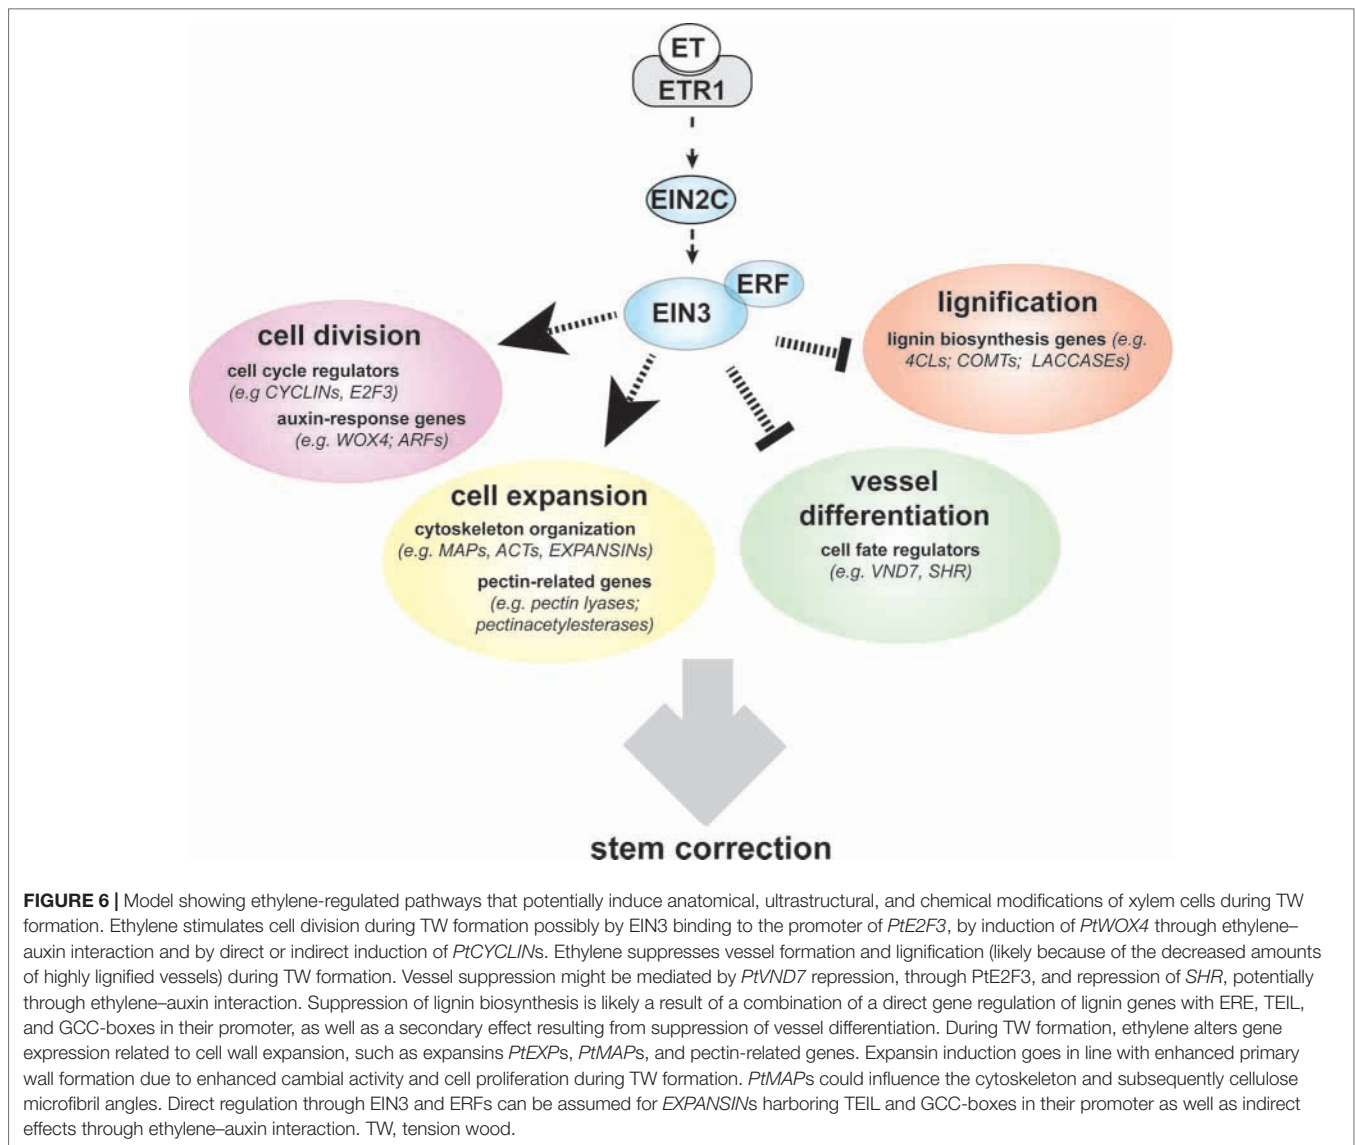 ET
ETR1
EIN2C
ERF
EIN3
lignification
lignin biosynthesis genes (e.g.
4CLs; COMTs; LACCASEs)
cell division
cell cycle regulators
(e.g CYCLINs, E2F3)
auxin-response genes
(e.g. WOX4; ARFs)
cell expansion
cytoskeleton organization
(e.g. MAPs, ACTs, EXPANSINs)
pectin-related genes
(e.g. pectin lyases;
pectinacetylesterases)
vessel
differentiation
cell fate regulators
(e.g. VND7, SHR)
stem correction
FIGURE 6 | Model showing ethylene-regulated pathways that potentially induce anatomical, ultrastructural, and chemical modifications of xylem cells during TW
formation. Ethylene stimulates cell division during TW formation possibly by EIN3 binding to the promoter of PtE2F3, by induction of PtWOX4 through ethylene–
auxin interaction and by direct or indirect induction of PtCYCLINs. Ethylene suppresses vessel formation and lignification (likely because of the decreased amounts
of highly lignified vessels) during TW formation. Vessel suppression might be mediated by PtVND7 repression, through PtE2F3, and repression of SHR, potentially
through ethylene–auxin interaction. Suppression of lignin biosynthesis is likely a result of a combination of a direct gene regulation of lignin genes with ERE, TEIL,
and GCC-boxes in their promoter, as well as a secondary effect resulting from suppression of vessel differentiation. During TW formation, ethylene alters gene
expression related to cell wall expansion, such as expansins PtEXPs, PtMAPs, and pectin-related genes. Expansin induction goes in line with enhanced primary
wall formation due to enhanced cambial activity and cell proliferation during TW formation. PtMAPs could influence the cytoskeleton and subsequently cellulose
microfibril angles. Direct regulation through EIN3 and ERFs can be assumed for EXPANSINs harboring TEIL and GCC-boxes in their promoter as well as indirect
effects through ethylene–auxin interaction. TW, tension wood.